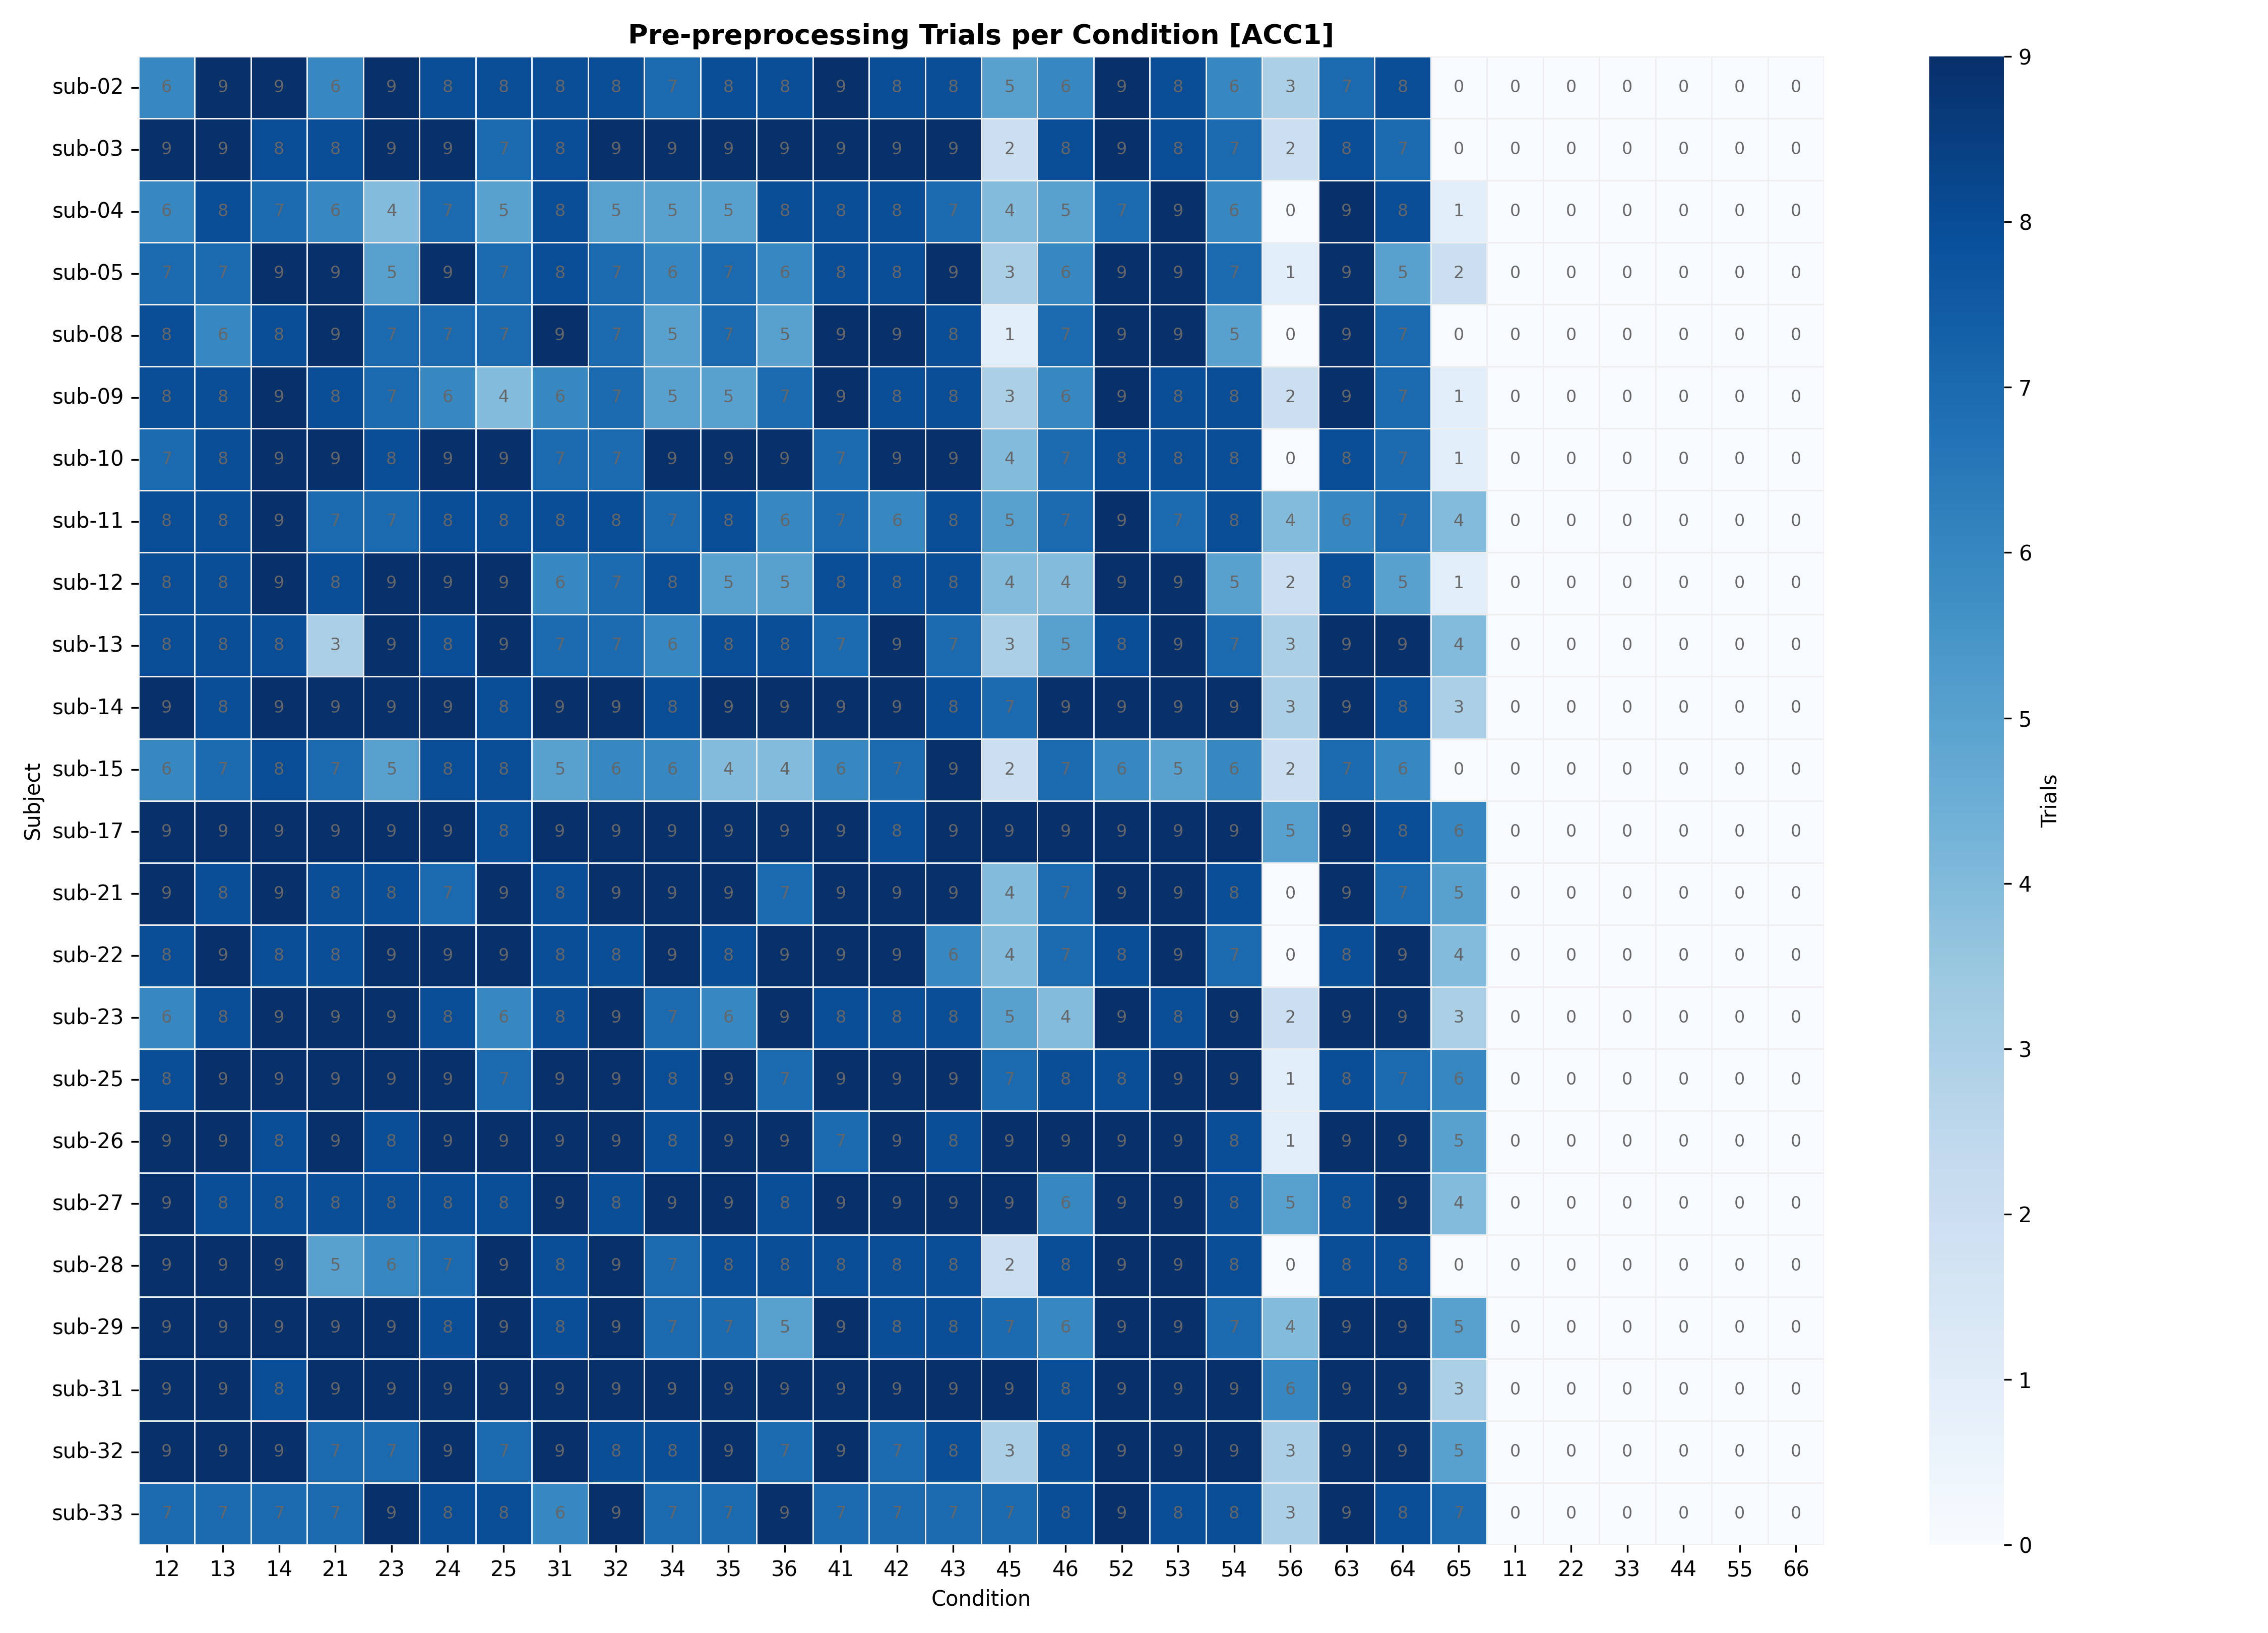 Pre-preprocessing Trials per Condition [ACC1]
sub-02 6 9 9 6 9 8 8 8 8 7 8 8 9 8 8 5 6 9 8 6 3 7 8 0 0 0 0 0 0 0
sub-03 9 9 8 8 9 9 7 8 9 9 9 9 9 9 9 2 8 9 8 7 2 8 7 0 0 0 0 0 0 0
sub-04 6 8 7 6 4 7 5 8 5 5 5 8 8 8 7 4 5 7 9 6 0 9 8 1 0 0 0 0 0 0
sub-05 7 7 9 9 5 9 7 8 7 6 7 6 8 8 9 3 6 9 9 7 1 9 5 2 0 0 0 0 0 0
sub-08 8 6 8 9 7 7 7 9 7 5 7 5 9 9 8 1 7 9 9 5 0 9 7 0 0 0 0 0 0 0
sub-09 8 8 9 8 7 6 4 6 7 5 5 7 9 8 8 3 6 9 8 8 2 9 7 1 0 0 0 0 0 0
sub-10 7 8 9 9 8 9 9 7 7 9 9 9 7 9 9 4 7 8 8 8 0 8 7 1 0 0 0 0 0 0
sub-11 8 8 9 7 7 8 8 8 8 7 8 6 7 6 8 5 7 9 7 8 4 6 7 4 0 0 0 0 0 0
sub-12 8 8 9 8 9 9 9 6 7 8 5 5 8 8 8 4 4 9 9 5 2 8 5 1 0 0 0 0 0 0
sub-13 8 8 8 3 9 8 9 7 7 6 8 8 7 9 7 3 5 8 9 7 3 9 9 4 0 0 0 0 0 0
sub-14 9 8 9 9 9 9 8 9 9 8 9 9 9 9 8 7 9 9 9 9 3 9 8 3 0 0 0 0 0 0
sub-15 6 7 8 7 5 8 8 5 6 6 4 4 6 7 9 2 7 6 5 6 2 7 6 0 0 0 0 0 0 0
sub-17 9 9 9 9 9 9 8 9 9 9 9 9 9 8 9 9 9 9 9 9 5 9 8 6 0 0 0 0 0 0
sub-21 9 8 9 8 8 7 9 8 9 9 9 7 9 9 9 4 7 9 9 8 0 9 7 5 0 0 0 0 0 0
sub-22 8 9 8 8 9 9 9 8 8 9 8 9 9 9 6 4 7 8 9 7 0 8 9 4 0 0 0 0 0 0
sub-23 6 8 9 9 9 8 6 8 9 7 6 9 8 8 8 5 4 9 8 9 2 9 9 3 0 0 0 0 0 0
sub-25 8 9 9 9 9 9 7 9 9 8 9 7 9 9 9 7 8 8 9 9 1 8 7 6 0 0 0 0 0 0
sub-26 9 9 8 9 8 9 9 9 9 8 9 9 7 9 8 9 9 9 9 8 1 9 9 5 0 0 0 0 0 0
sub-27 9 8 8 8 8 8 8 9 8 9 9 8 9 9 9 9 6 9 9 8 5 8 9 4 0 0 0 0 0 0
sub-28 9 9 9 5 6 7 9 8 9 7 8 8 8 8 8 2 8 9 9 8 0 8 8 0 0 0 0 0 0 0
sub-29 9 9 9 9 9 8 9 8 9 7 7 5 9 8 8 7 6 9 9 7 4 9 9 5 0 0 0 0 0 0
sub-31 9 9 8 9 9 9 9 9 9 9 9 9 9 9 9 9 8 9 9 9 6 9 9 3 0 0 0 0 0 0
sub-32 9 9 9 7 7 9 7 9 8 8 9 7 9 7 8 3 8 9 9 9 3 9 9 5 0 0 0 0 0 0
sub-33 7 7 7 7 9 8 8 6 9 7 7 9 7 7 7 7 8 9 8 8 3 9 8 7 0 0 0 0 0 0
12 13 14 21 23 24 25 31 32 34 35 36 41 42 43 45 46 52 53 54 56 63 64 65 11 22 33 44 55 66
Condition
Subject
9
8
7
6
5
4
3
2
1
0
Trials